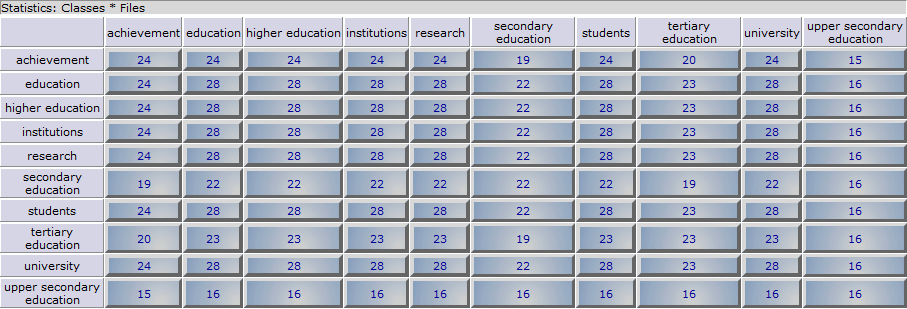 Statistics: Classes * Files
achievement education higher education institutions research secondary education students tertiary education university upper secondary education
achievement 24 24 24 24 24 19 24 20 24 15
education 24 28 28 28 28 22 28 23 28 16
higher education 24 28 28 28 28 22 28 23 28 16
institutions 24 28 28 28 28 22 28 23 28 16
research 24 28 28 28 28 22 28 23 28 16
secondary education 19 22 22 22 22 22 22 19 22 16
students 24 28 28 28 28 22 28 23 28 16
tertiary education 20 23 23 23 23 19 23 23 23 16
university 24 28 28 28 28 22 28 23 28 16
upper secondary education 15 16 16 16 16 16 16 16 16 16